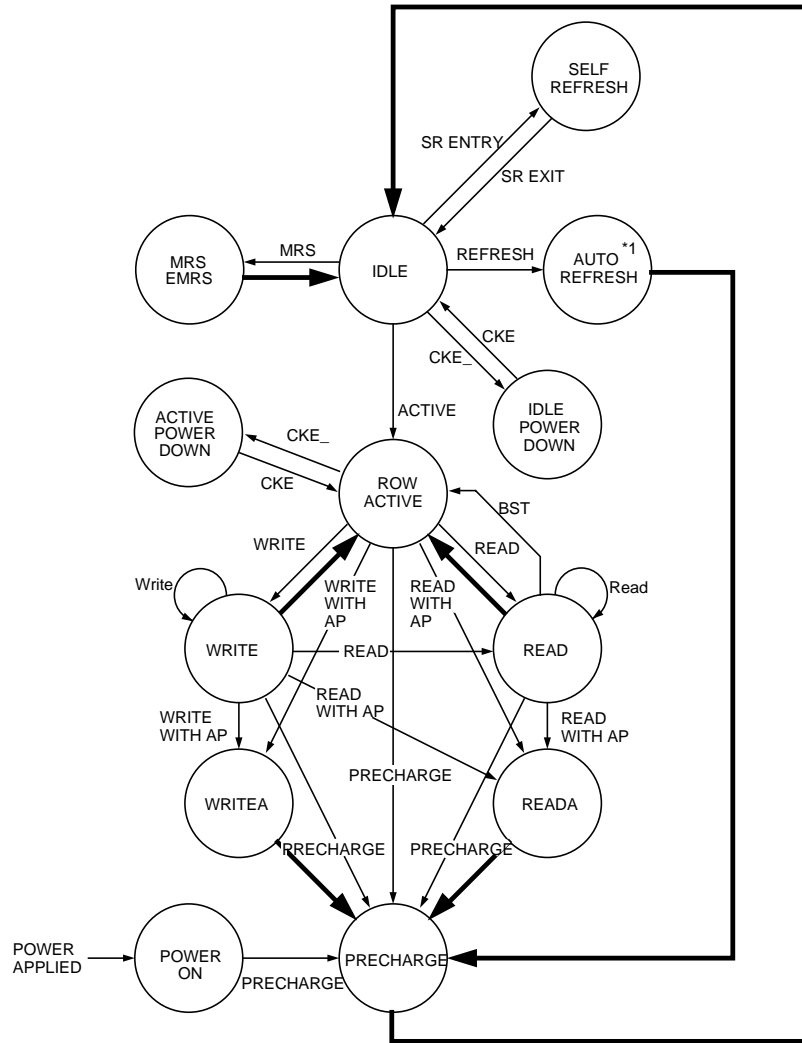 SELF
REFRESH
SR ENTRY
SR EXIT
MRS
EMRS
MRS
IDLE
REFRESH
AUTO *1
REFRESH
CKE
CKE_
ACTIVE
IDLE
POWER
DOWN
ACTIVE
POWER
DOWN
CKE_
CKE
ROW
ACTIVE
BST
WRITE
READ
Write
WRITE
WITH
AP
READ
WITH
AP
Read
WRITE
READ
READ
READ
WITH AP
WRITE
WITH AP
READ
WITH AP
PRECHARGE
WRITEA
READA
PRECHARGE
PRECHARGE
POWER
APPLIED
POWER
ON
PRECHARGE
PRECHARGE